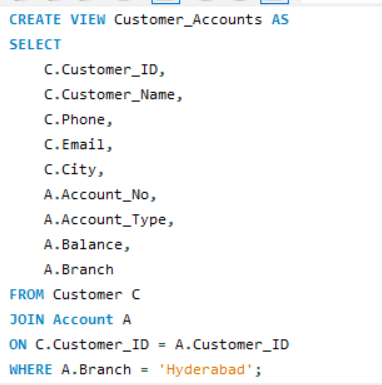 CREATE VIEW Customer_Accounts AS
SELECT
C.Customer_ID,
C.Customer_Name,
C.Phone,
C.Email,
C.City,
A.Account_No,
A.Account_Type,
A.Balance,
A.Branch
FROM Customer C
JOIN Account A
ON C.Customer_ID = A.Customer_ID
WHERE A.Branch = 'Hyderabad';